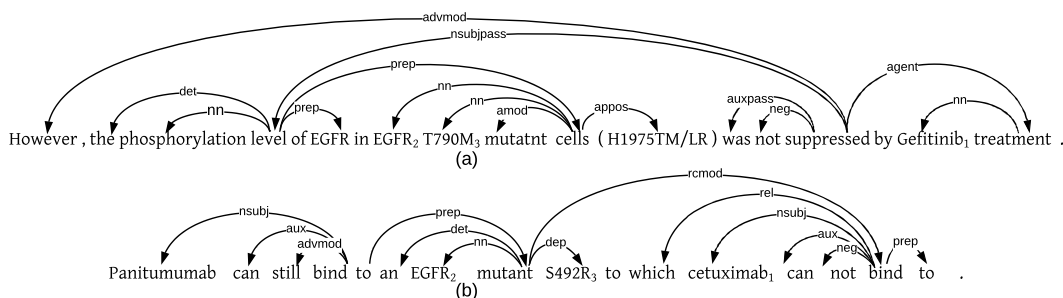 advmod
nsubjpass
prep
agent
det
nn
prep
nn
nn
amod
appos
auxpass
neg
nn
However , the phosphorylation level of EGFR in EGFR₂ T790M₃ mutatnt cells ( H1975TM/LR ) was not suppressed by Gefitinib₁ treatment .
(a)
rcmod
rel
nsubj
prep
nsubj
aux
det
aux
advmod
nn
dep
neg
prep
Panitumumab can still bind to an EGFR₂ mutant S492R₃ to which cetuximab₁ can not bind to .
(b)